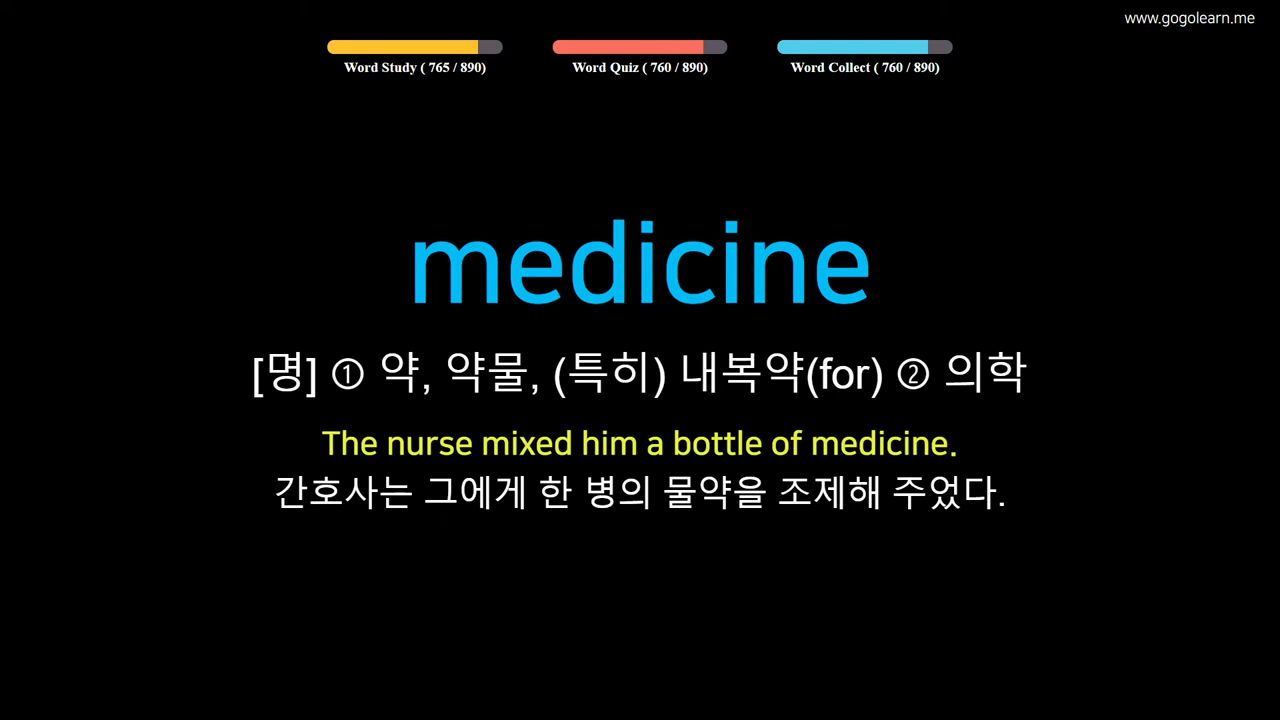 www.gogolearn.me
Word Study ( 765 / 890) Word Quiz ( 760 / 890) Word Collect ( 760 / 890)
medicine
[명] ① 약, 약물, (특히) 내복약(for) ② 의학
The nurse mixed him a bottle of medicine.
간호사는 그에게 한 병의 물약을 조제해 주었다.